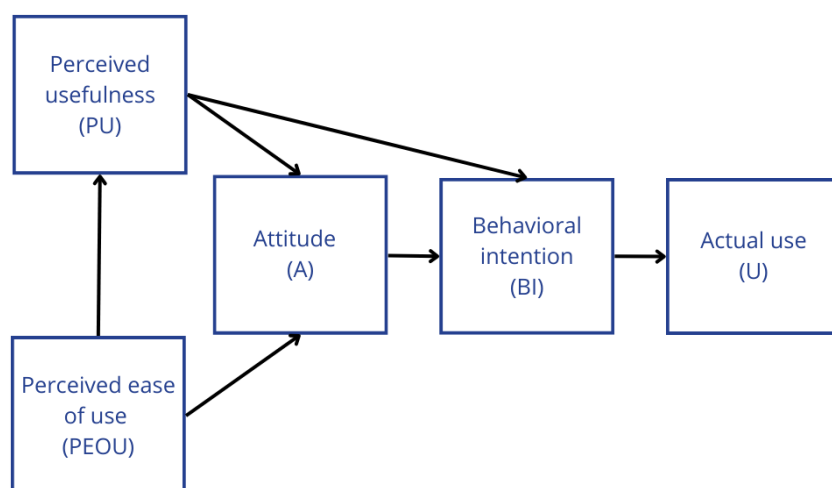 Perceived
usefulness
(PU)
Attitude
(A)
Behavioral
intention
(BI)
Actual use
(U)
Perceived ease
of use
(PEOU)